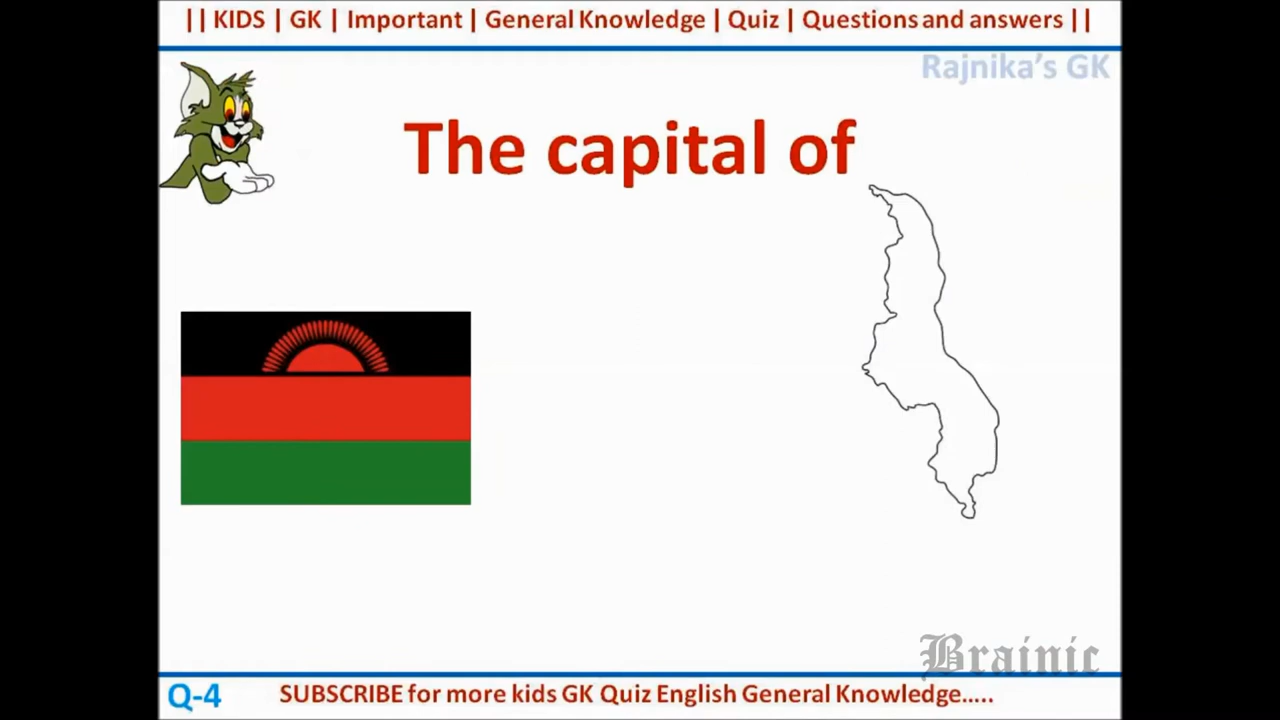 || KIDS | GK | Important | General Knowledge | Quiz | Questions and answers ||
Rajnika's GK
The capital of
Brainic
Q-4
SUBSCRIBE for more kids GK Quiz English General Knowledge.....